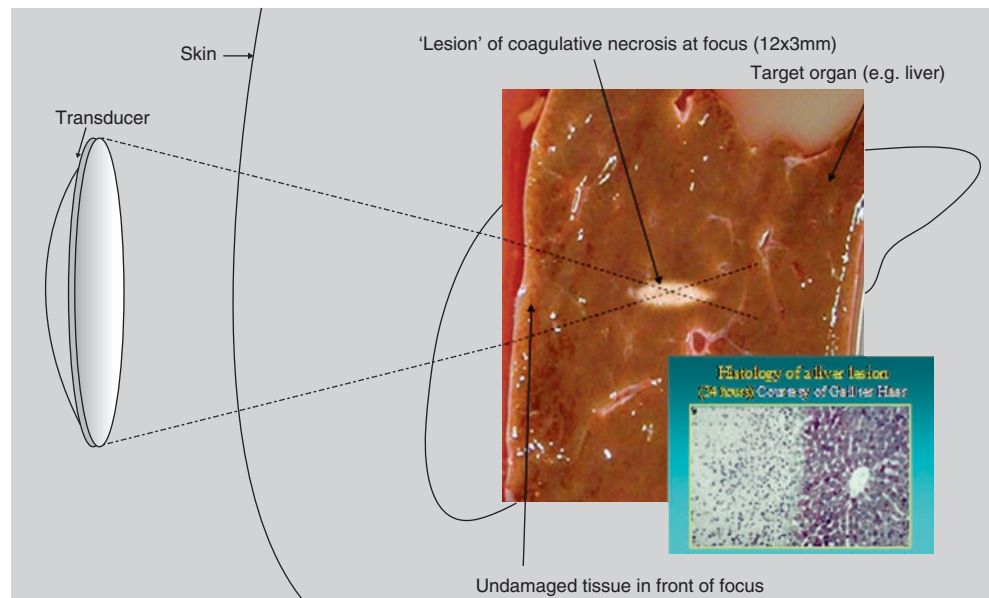 Skin
'Lesion' of coagulative necrosis at focus (12x3mm)
Target organ (e.g. liver)
Transducer
Histology of a liver lesion
(24 hours) Courtesy of Gail ter Haar
Undamaged tissue in front of focus